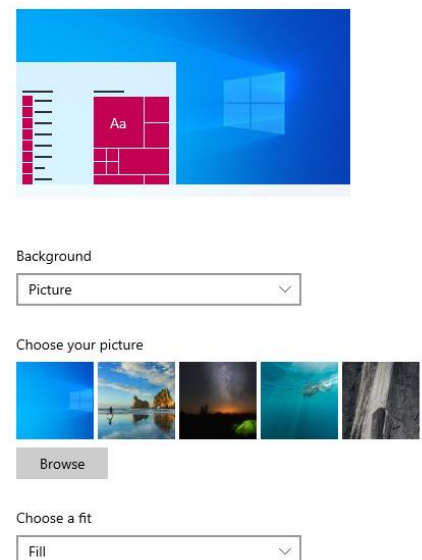 Aa
Background
Picture
Choose your picture
Browse
Choose a fit
Fill